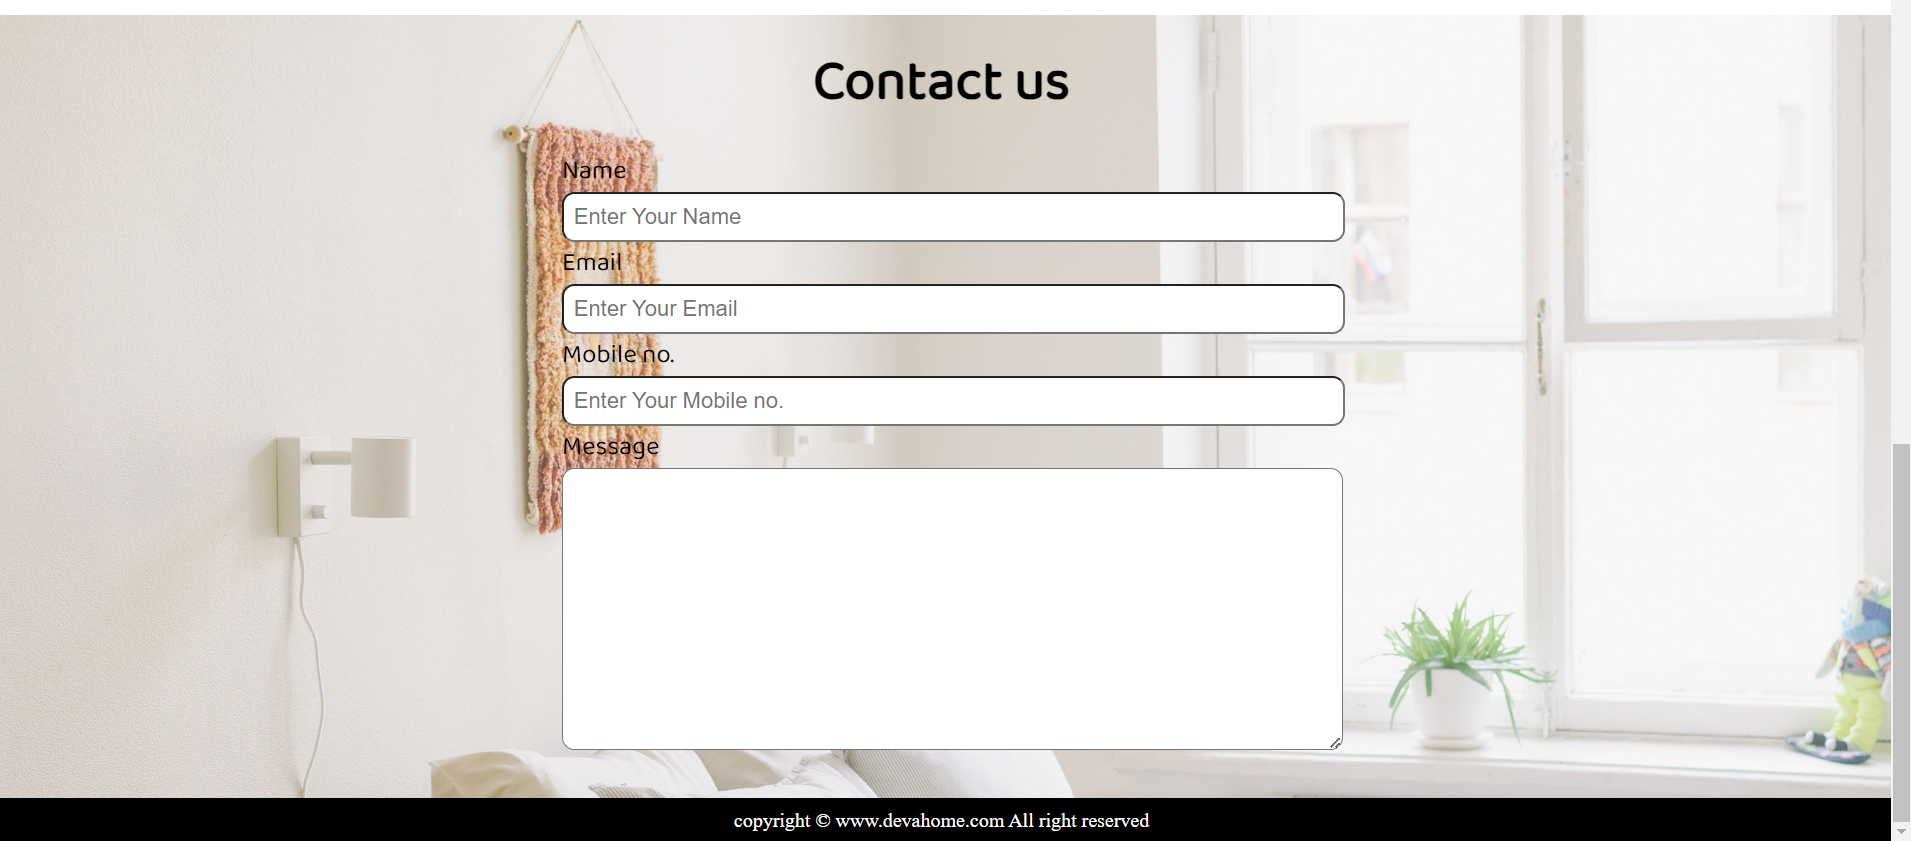 Contact us
Name
Enter Your Name
Email
Enter Your Email
Mobile no.
Enter Your Mobile no.
Message
copyright © www.devahome.com All right reserved